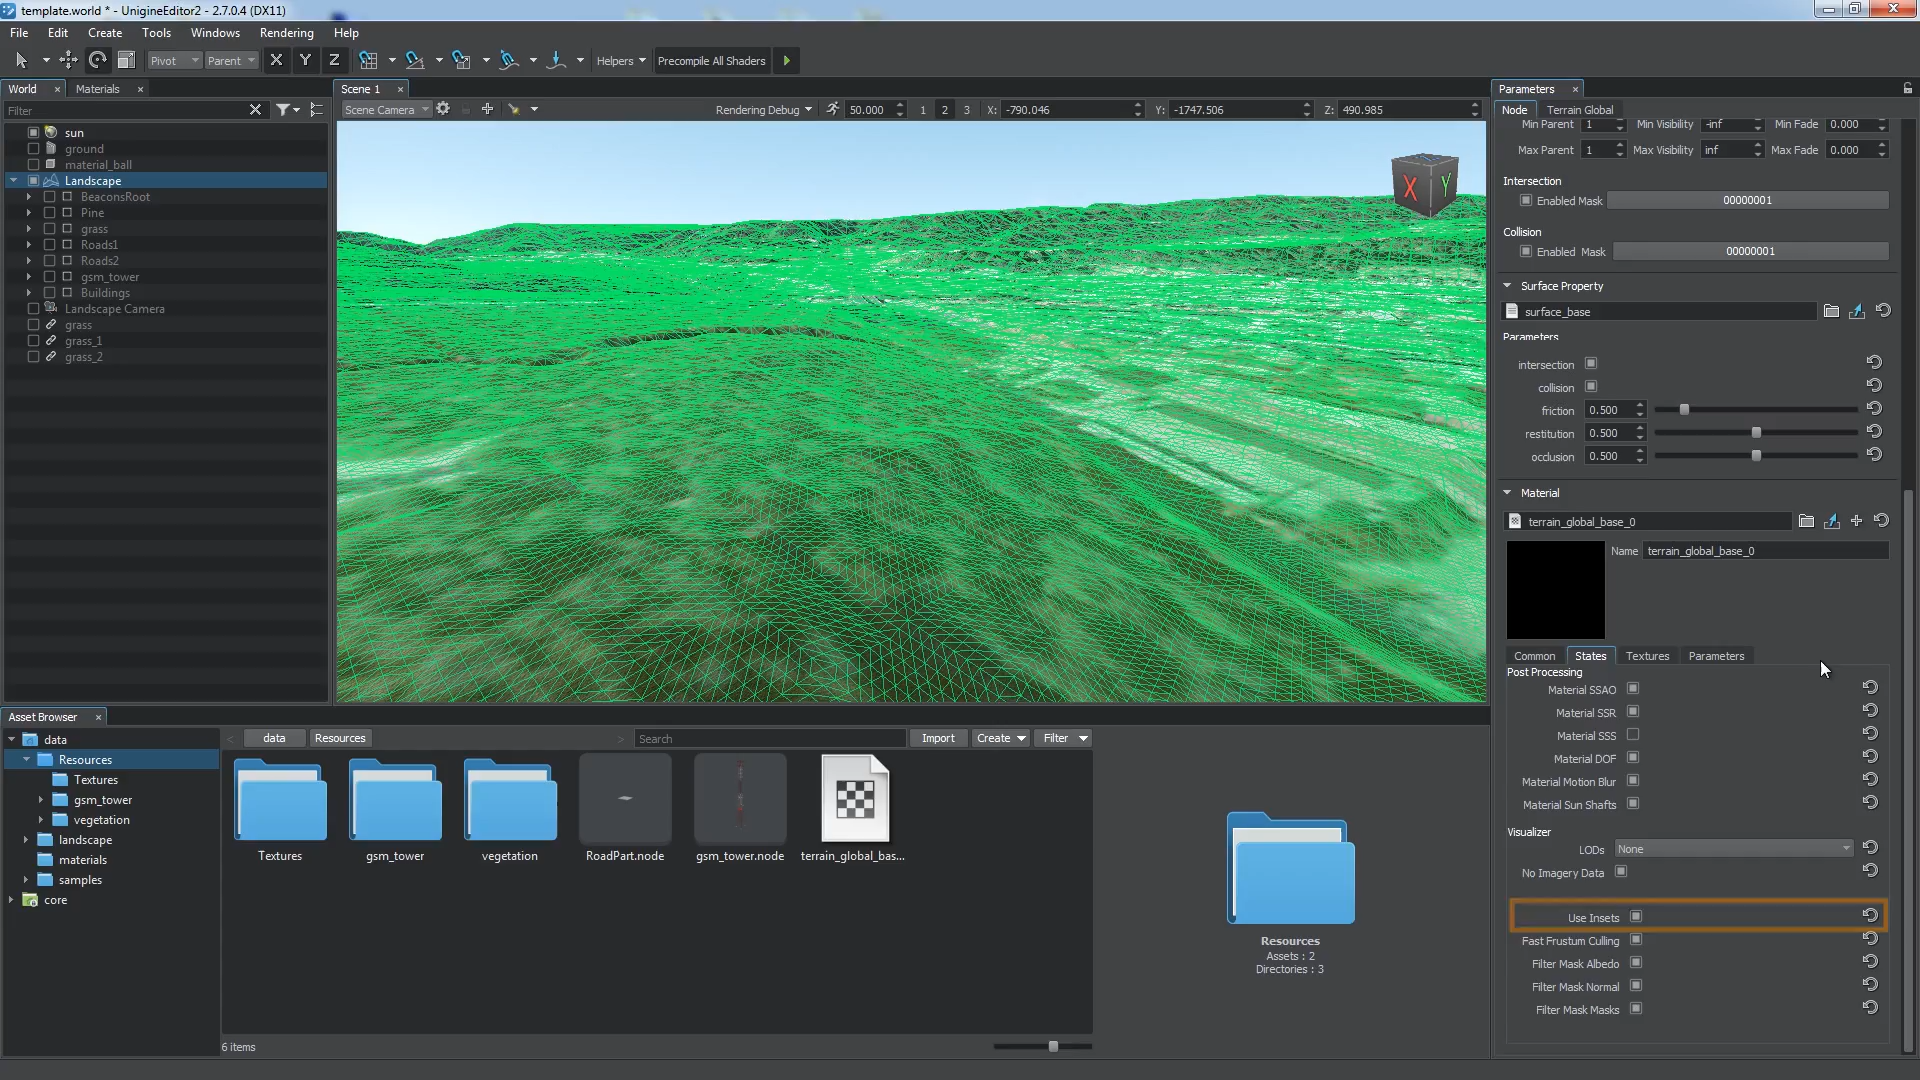 template.world * - UnigineEditor2 - 2.7.0.4 (DX11)
File Edit Create Tools Windows Rendering Help
Pivot Parent X Y Z Helpers Precompile All Shaders
World Materials
Filter
sun
ground
material_ball
Landscape
BeaconsRoot
Pine
grass
Roads1
Roads2
gsm_tower
Buildings
Landscape Camera
grass
grass_1
grass_2
Scene 1
Scene Camera Rendering Debug 50.000 1 2 3 X: -790.046 Y: -1747.506 Z: 490.985
X Y
Parameters
Node Terrain Global
Min Parent 1 Min Visibility -inf Min Fade 0.000
Max Parent 1 Max Visibility inf Max Fade 0.000
Intersection
Enabled Mask 00000001
Collision
Enabled Mask 00000001
Surface Property
surface_base
Parameters
intersection
collision
friction 0.500
restitution 0.500
occlusion 0.500
Material
terrain_global_base_0
Name terrain_global_base_0
Common States Textures Parameters
Post Processing
Material SSAO
Material SSR
Material SSS
Material DOF
Material Motion Blur
Material Sun Shafts
Visualizer
LODs None
No Imagery Data
Use Insets
Fast Frustum Culling
Filter Mask Albedo
Filter Mask Normal
Filter Mask Masks
Asset Browser
data
Resources
Textures
gsm_tower
vegetation
landscape
materials
samples
core
< data Resources > Search Import Create Filter
Textures gsm_tower vegetation RoadPart.node gsm_tower.node terrain_global_bas...
6 items
Resources
Assets : 2
Directories : 3